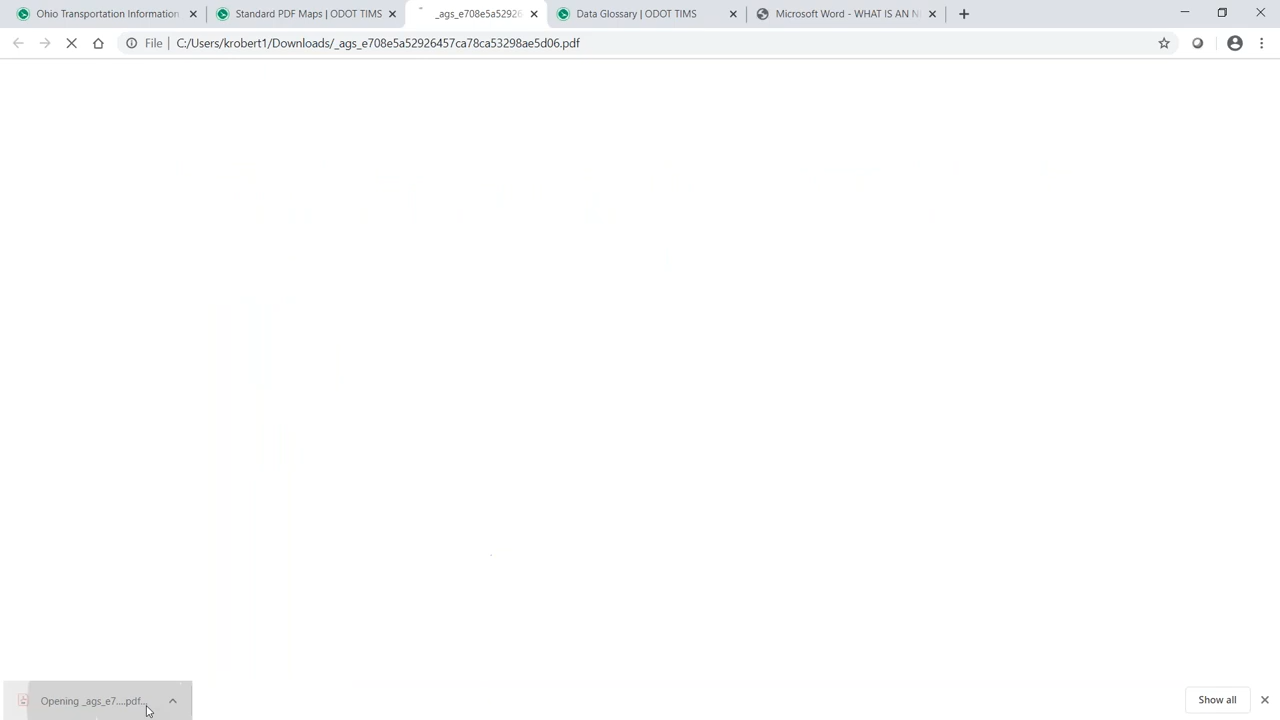 Ohio Transportation Information
Standard PDF Maps | ODOT TIMS
_ags_e708e5a52926
Data Glossary | ODOT TIMS
Microsoft Word - WHAT IS AN N
File
C:/Users/krobert1/Downloads/_ags_e708e5a52926457ca78ca53298ae5d06.pdf
Opening _ags_e7....pdf...
Show all